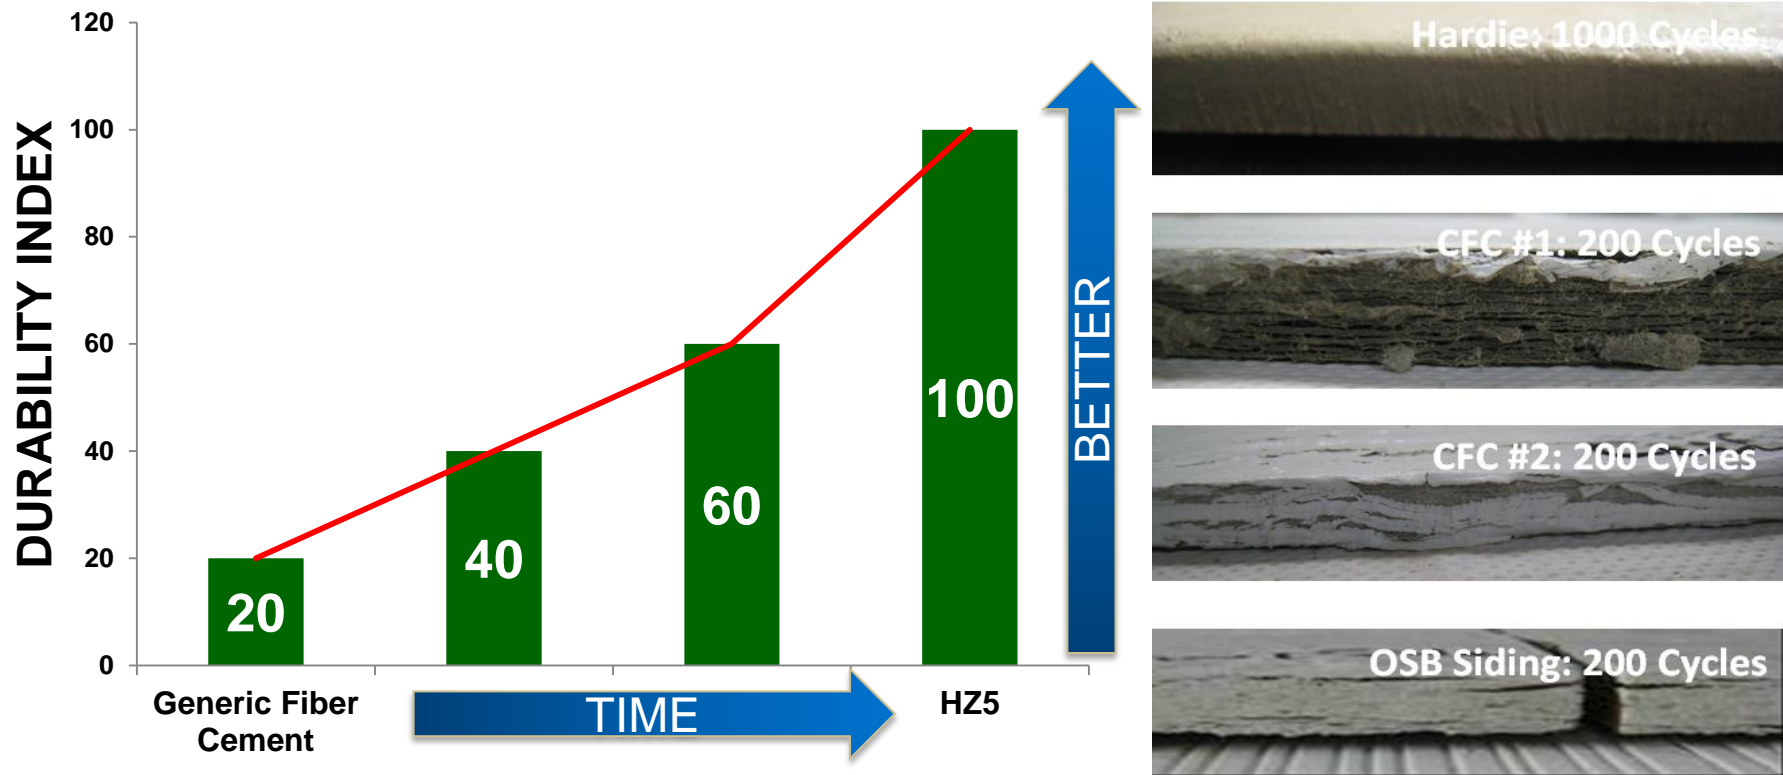 DURABILITY INDEX
120
100
80
60
40
20
0
20
40
60
100
Generic Fiber
Cement
TIME
HZ5
BETTER
Hardie: 1000 Cycles
CFC #1: 200 Cycles
CFC #2: 200 Cycles
OSB Siding: 200 Cycles